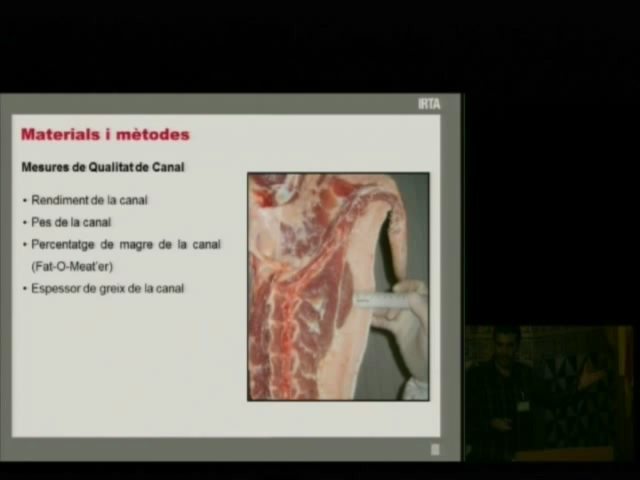 IRTA
Materials i mètodes
Mesures de Qualitat de Canal
• Rendiment de la canal
• Pes de la canal
• Percentatge de magre de la canal
(Fat-O-Meat'er)
• Espessor de greix de la canal